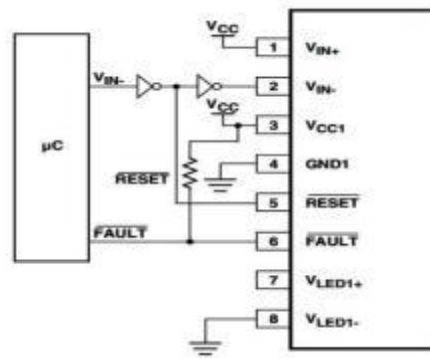 VCC
1 VIN+
µC
VIN-
2 VIN-
VCC
3 VCC1
4 GND1
RESET
5 RESET
FAULT
6 FAULT
7 VLED1+
8 VLED1-